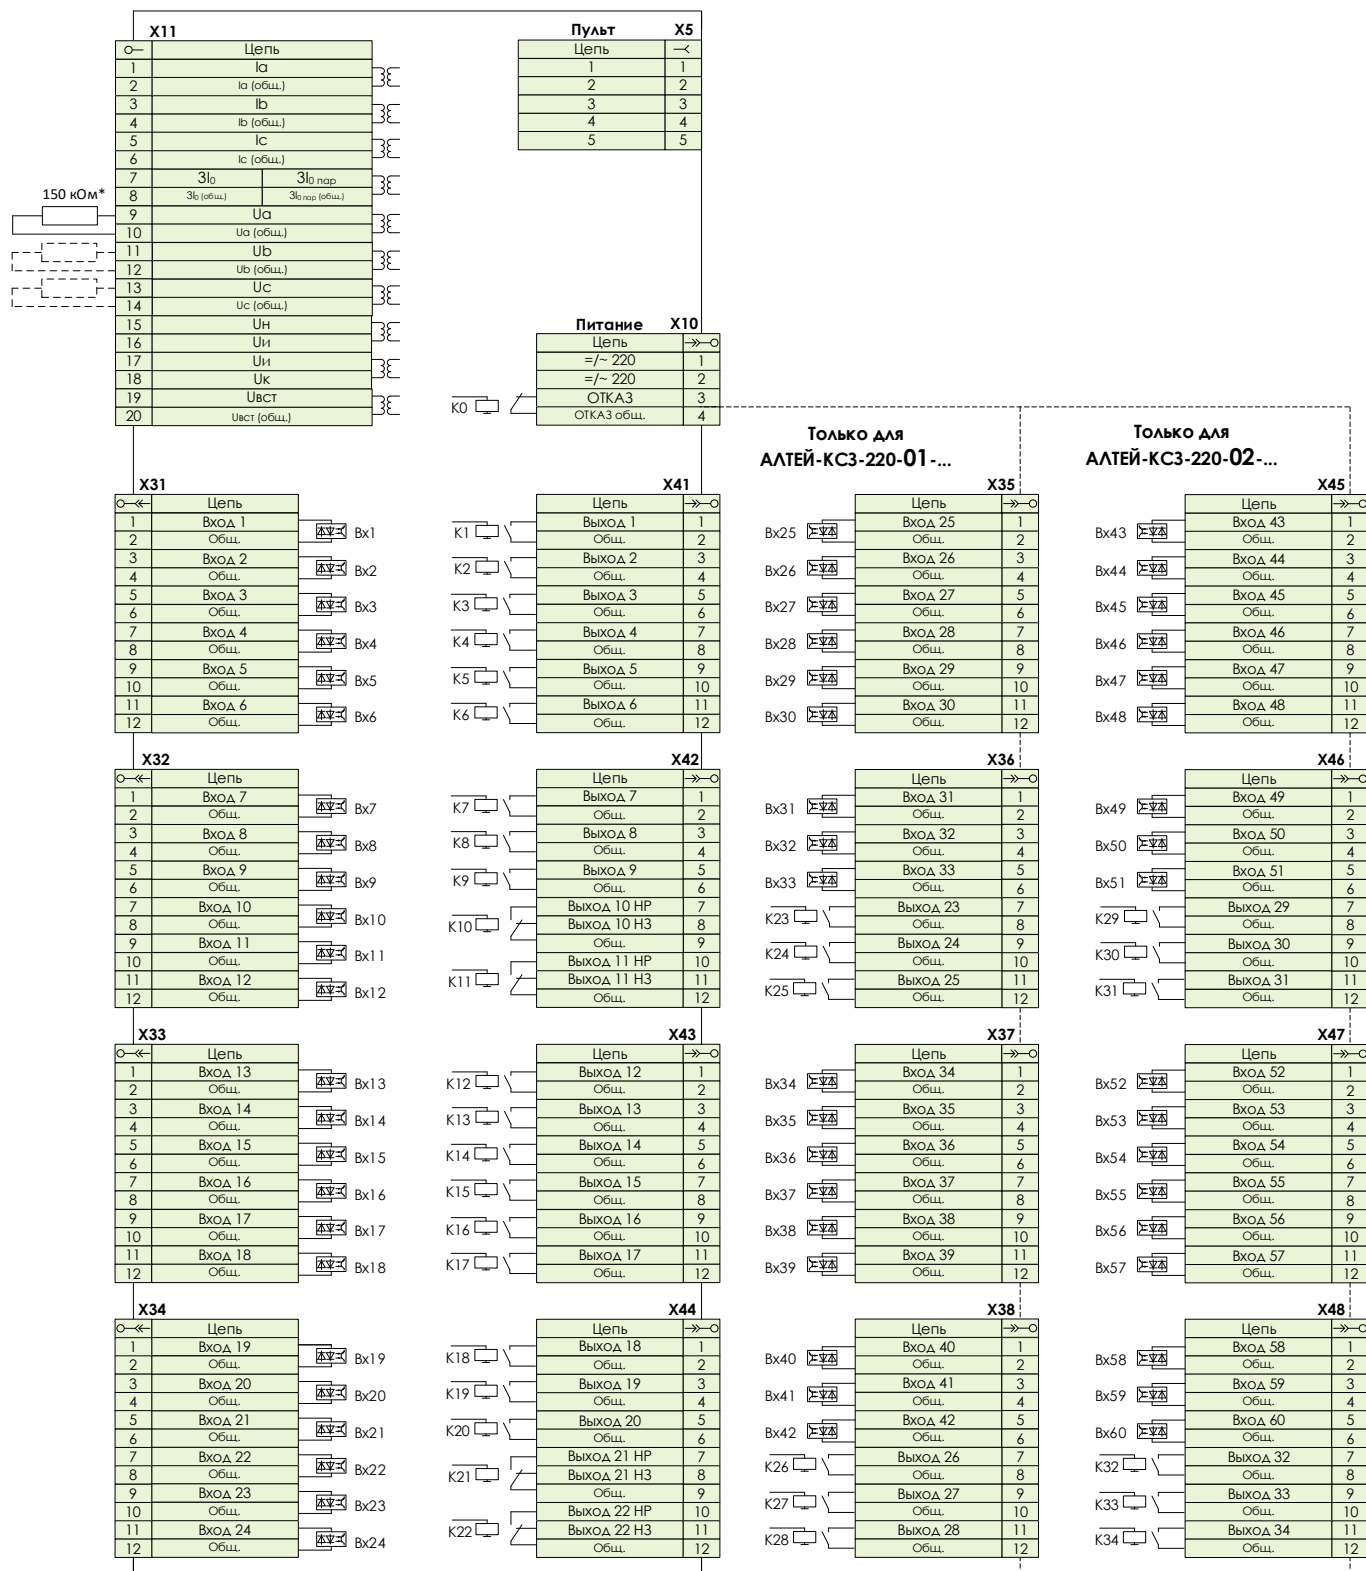 X11
Цепь
1 Ia
2 Ia (общ.)
3 Ib
4 Ib (общ.)
5 Ic
6 Ic (общ.)
7 3I0 3I0 пар
8 3I0 (общ.) 3I0 пар (общ.)
9 Ua
10 Ua (общ.)
11 Ub
12 Ub (общ.)
13 Uc
14 Uc (общ.)
15 Uн
16 Uи
17 Uи
18 Uк
19 Uвст
20 Uвст (общ.)
150 кОм*
Пульт X5
Цепь
1 1
2 2
3 3
4 4
5 5
Питание X10
Цепь
=/~ 220 1
=/~ 220 2
ОТКАЗ 3
ОТКАЗ общ. 4
K0
Только для
АЛТЕЙ-КСЗ-220-01-...
Только для
АЛТЕЙ-КСЗ-220-02-...
X31
Цепь
1 Вход 1 Вх1
2 Общ.
3 Вход 2 Вх2
4 Общ.
5 Вход 3 Вх3
6 Общ.
7 Вход 4 Вх4
8 Общ.
9 Вход 5 Вх5
10 Общ.
11 Вход 6 Вх6
12 Общ.
X41
Цепь
K1 Выход 1 1
Общ. 2
K2 Выход 2 3
Общ. 4
K3 Выход 3 5
Общ. 6
K4 Выход 4 7
Общ. 8
K5 Выход 5 9
Общ. 10
K6 Выход 6 11
Общ. 12
X35
Цепь
Вх25 Вход 25 1
Общ. 2
Вх26 Вход 26 3
Общ. 4
Вх27 Вход 27 5
Общ. 6
Вх28 Вход 28 7
Общ. 8
Вх29 Вход 29 9
Общ. 10
Вх30 Вход 30 11
Общ. 12
X45
Цепь
Вх43 Вход 43 1
Общ. 2
Вх44 Вход 44 3
Общ. 4
Вх45 Вход 45 5
Общ. 6
Вх46 Вход 46 7
Общ. 8
Вх47 Вход 47 9
Общ. 10
Вх48 Вход 48 11
Общ. 12
X32
Цепь
1 Вход 7 Вх7
2 Общ.
3 Вход 8 Вх8
4 Общ.
5 Вход 9 Вх9
6 Общ.
7 Вход 10 Вх10
8 Общ.
9 Вход 11 Вх11
10 Общ.
11 Вход 12 Вх12
12 Общ.
X42
Цепь
K7 Выход 7 1
Общ. 2
K8 Выход 8 3
Общ. 4
K9 Выход 9 5
Общ. 6
Выход 10 НР 7
K10 Выход 10 НЗ 8
Общ. 9
Выход 11 НР 10
K11 Выход 11 НЗ 11
Общ. 12
X36
Цепь
Вх31 Вход 31 1
Общ. 2
Вх32 Вход 32 3
Общ. 4
Вх33 Вход 33 5
Общ. 6
K23 Выход 23 7
Общ. 8
K24 Выход 24 9
Общ. 10
K25 Выход 25 11
Общ. 12
X46
Цепь
Вх49 Вход 49 1
Общ. 2
Вх50 Вход 50 3
Общ. 4
Вх51 Вход 51 5
Общ. 6
K29 Выход 29 7
Общ. 8
K30 Выход 30 9
Общ. 10
K31 Выход 31 11
Общ. 12
X33
Цепь
1 Вход 13 Вх13
2 Общ.
3 Вход 14 Вх14
4 Общ.
5 Вход 15 Вх15
6 Общ.
7 Вход 16 Вх16
8 Общ.
9 Вход 17 Вх17
10 Общ.
11 Вход 18 Вх18
12 Общ.
X43
Цепь
K12 Выход 12 1
Общ. 2
K13 Выход 13 3
Общ. 4
K14 Выход 14 5
Общ. 6
K15 Выход 15 7
Общ. 8
K16 Выход 16 9
Общ. 10
K17 Выход 17 11
Общ. 12
X37
Цепь
Вх34 Вход 34 1
Общ. 2
Вх35 Вход 35 3
Общ. 4
Вх36 Вход 36 5
Общ. 6
Вх37 Вход 37 7
Общ. 8
Вх38 Вход 38 9
Общ. 10
Вх39 Вход 39 11
Общ. 12
X47
Цепь
Вх52 Вход 52 1
Общ. 2
Вх53 Вход 53 3
Общ. 4
Вх54 Вход 54 5
Общ. 6
Вх55 Вход 55 7
Общ. 8
Вх56 Вход 56 9
Общ. 10
Вх57 Вход 57 11
Общ. 12
X34
Цепь
1 Вход 19 Вх19
2 Общ.
3 Вход 20 Вх20
4 Общ.
5 Вход 21 Вх21
6 Общ.
7 Вход 22 Вх22
8 Общ.
9 Вход 23 Вх23
10 Общ.
11 Вход 24 Вх24
12 Общ.
X44
Цепь
K18 Выход 18 1
Общ. 2
K19 Выход 19 3
Общ. 4
K20 Выход 20 5
Общ. 6
Выход 21 НР 7
K21 Выход 21 НЗ 8
Общ. 9
Выход 22 НР 10
K22 Выход 22 НЗ 11
Общ. 12
X38
Цепь
Вх40 Вход 40 1
Общ. 2
Вх41 Вход 41 3
Общ. 4
Вх42 Вход 42 5
Общ. 6
K26 Выход 26 7
Общ. 8
K27 Выход 27 9
Общ. 10
K28 Выход 28 11
Общ. 12
X48
Цепь
Вх58 Вход 58 1
Общ. 2
Вх59 Вход 59 3
Общ. 4
Вх60 Вход 60 5
Общ. 6
K32 Выход 32 7
Общ. 8
K33 Выход 33 9
Общ. 10
K34 Выход 34 11
Общ. 12